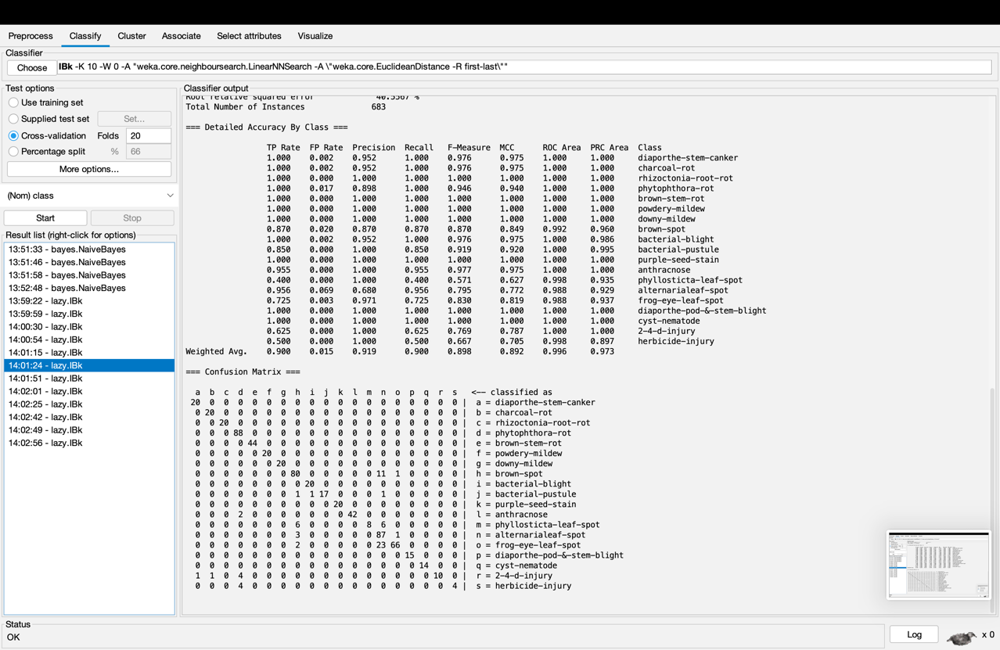 Preprocess Classify Cluster Associate Select attributes Visualize
Classifier
Choose IBk -K 10 -W 0 -A "weka.core.neighboursearch.LinearNNSearch -A \"weka.core.EuclideanDistance -R first-last\""
Test options
Use training set
Supplied test set Set...
Cross-validation Folds 20
Percentage split % 66
More options...
(Nom) class
Start Stop
Result list (right-click for options)
13:51:33 - bayes.NaiveBayes
13:51:46 - bayes.NaiveBayes
13:51:58 - bayes.NaiveBayes
13:52:48 - bayes.NaiveBayes
13:59:22 - lazy.IBk
13:59:59 - lazy.IBk
14:00:30 - lazy.IBk
14:00:54 - lazy.IBk
14:01:15 - lazy.IBk
14:01:24 - lazy.IBk
14:01:51 - lazy.IBk
14:02:01 - lazy.IBk
14:02:25 - lazy.IBk
14:02:42 - lazy.IBk
14:02:49 - lazy.IBk
14:02:56 - lazy.IBk
Classifier output
Root relative squared error 40.5567 %
Total Number of Instances 683
=== Detailed Accuracy By Class ===
TP Rate FP Rate Precision Recall F-Measure MCC ROC Area PRC Area Class
1.000 0.002 0.952 1.000 0.976 0.975 1.000 1.000 diaporthe-stem-canker
1.000 0.002 0.952 1.000 0.976 0.975 1.000 1.000 charcoal-rot
1.000 0.000 1.000 1.000 1.000 1.000 1.000 1.000 rhizoctonia-root-rot
1.000 0.017 0.898 1.000 0.946 0.940 1.000 1.000 phytophthora-rot
1.000 0.000 1.000 1.000 1.000 1.000 1.000 1.000 brown-stem-rot
1.000 0.000 1.000 1.000 1.000 1.000 1.000 1.000 powdery-mildew
1.000 0.000 1.000 1.000 1.000 1.000 1.000 1.000 downy-mildew
0.870 0.020 0.870 0.870 0.870 0.849 0.992 0.960 brown-spot
1.000 0.002 0.952 1.000 0.976 0.975 1.000 0.986 bacterial-blight
0.850 0.000 1.000 0.850 0.919 0.920 1.000 0.995 bacterial-pustule
1.000 0.000 1.000 1.000 1.000 1.000 1.000 1.000 purple-seed-stain
0.955 0.000 1.000 0.955 0.977 0.975 1.000 1.000 anthracnose
0.400 0.000 1.000 0.400 0.571 0.627 0.998 0.935 phyllosticta-leaf-spot
0.956 0.069 0.680 0.956 0.795 0.772 0.988 0.929 alternarialeaf-spot
0.725 0.003 0.971 0.725 0.830 0.819 0.988 0.937 frog-eye-leaf-spot
1.000 0.000 1.000 1.000 1.000 1.000 1.000 1.000 diaporthe-pod-&-stem-blight
1.000 0.000 1.000 1.000 1.000 1.000 1.000 1.000 cyst-nematode
0.625 0.000 1.000 0.625 0.769 0.787 1.000 1.000 2-4-d-injury
0.500 0.000 1.000 0.500 0.667 0.705 0.998 0.897 herbicide-injury
Weighted Avg. 0.900 0.015 0.919 0.900 0.898 0.892 0.996 0.973
=== Confusion Matrix ===
a b c d e f g h i j k l m n o p q r s <-- classified as
20 0 0 0 0 0 0 0 0 0 0 0 0 0 0 0 0 0 0 | a = diaporthe-stem-canker
0 20 0 0 0 0 0 0 0 0 0 0 0 0 0 0 0 0 0 | b = charcoal-rot
0 0 20 0 0 0 0 0 0 0 0 0 0 0 0 0 0 0 0 | c = rhizoctonia-root-rot
0 0 0 88 0 0 0 0 0 0 0 0 0 0 0 0 0 0 0 | d = phytophthora-rot
0 0 0 0 44 0 0 0 0 0 0 0 0 0 0 0 0 0 0 | e = brown-stem-rot
0 0 0 0 0 20 0 0 0 0 0 0 0 0 0 0 0 0 0 | f = powdery-mildew
0 0 0 0 0 0 20 0 0 0 0 0 0 0 0 0 0 0 0 | g = downy-mildew
0 0 0 0 0 0 0 80 0 0 0 0 0 11 1 0 0 0 0 | h = brown-spot
0 0 0 0 0 0 0 0 20 0 0 0 0 0 0 0 0 0 0 | i = bacterial-blight
0 0 0 0 0 0 0 1 1 17 0 0 0 1 0 0 0 0 0 | j = bacterial-pustule
0 0 0 0 0 0 0 0 0 0 20 0 0 0 0 0 0 0 0 | k = purple-seed-stain
0 0 0 2 0 0 0 0 0 0 0 42 0 0 0 0 0 0 0 | l = anthracnose
0 0 0 0 0 0 0 6 0 0 0 0 8 6 0 0 0 0 0 | m = phyllosticta-leaf-spot
0 0 0 0 0 0 0 3 0 0 0 0 0 87 1 0 0 0 0 | n = alternarialeaf-spot
0 0 0 0 0 0 0 2 0 0 0 0 0 23 66 0 0 0 0 | o = frog-eye-leaf-spot
0 0 0 0 0 0 0 0 0 0 0 0 0 0 0 15 0 0 0 | p = diaporthe-pod-&-stem-blight
0 0 0 0 0 0 0 0 0 0 0 0 0 0 0 0 14 0 0 | q = cyst-nematode
1 1 0 4 0 0 0 0 0 0 0 0 0 0 0 0 0 10 0 | r = 2-4-d-injury
0 0 0 4 0 0 0 0 0 0 0 0 0 0 0 0 0 0 4 | s = herbicide-injury
Status
OK
Log
x 0